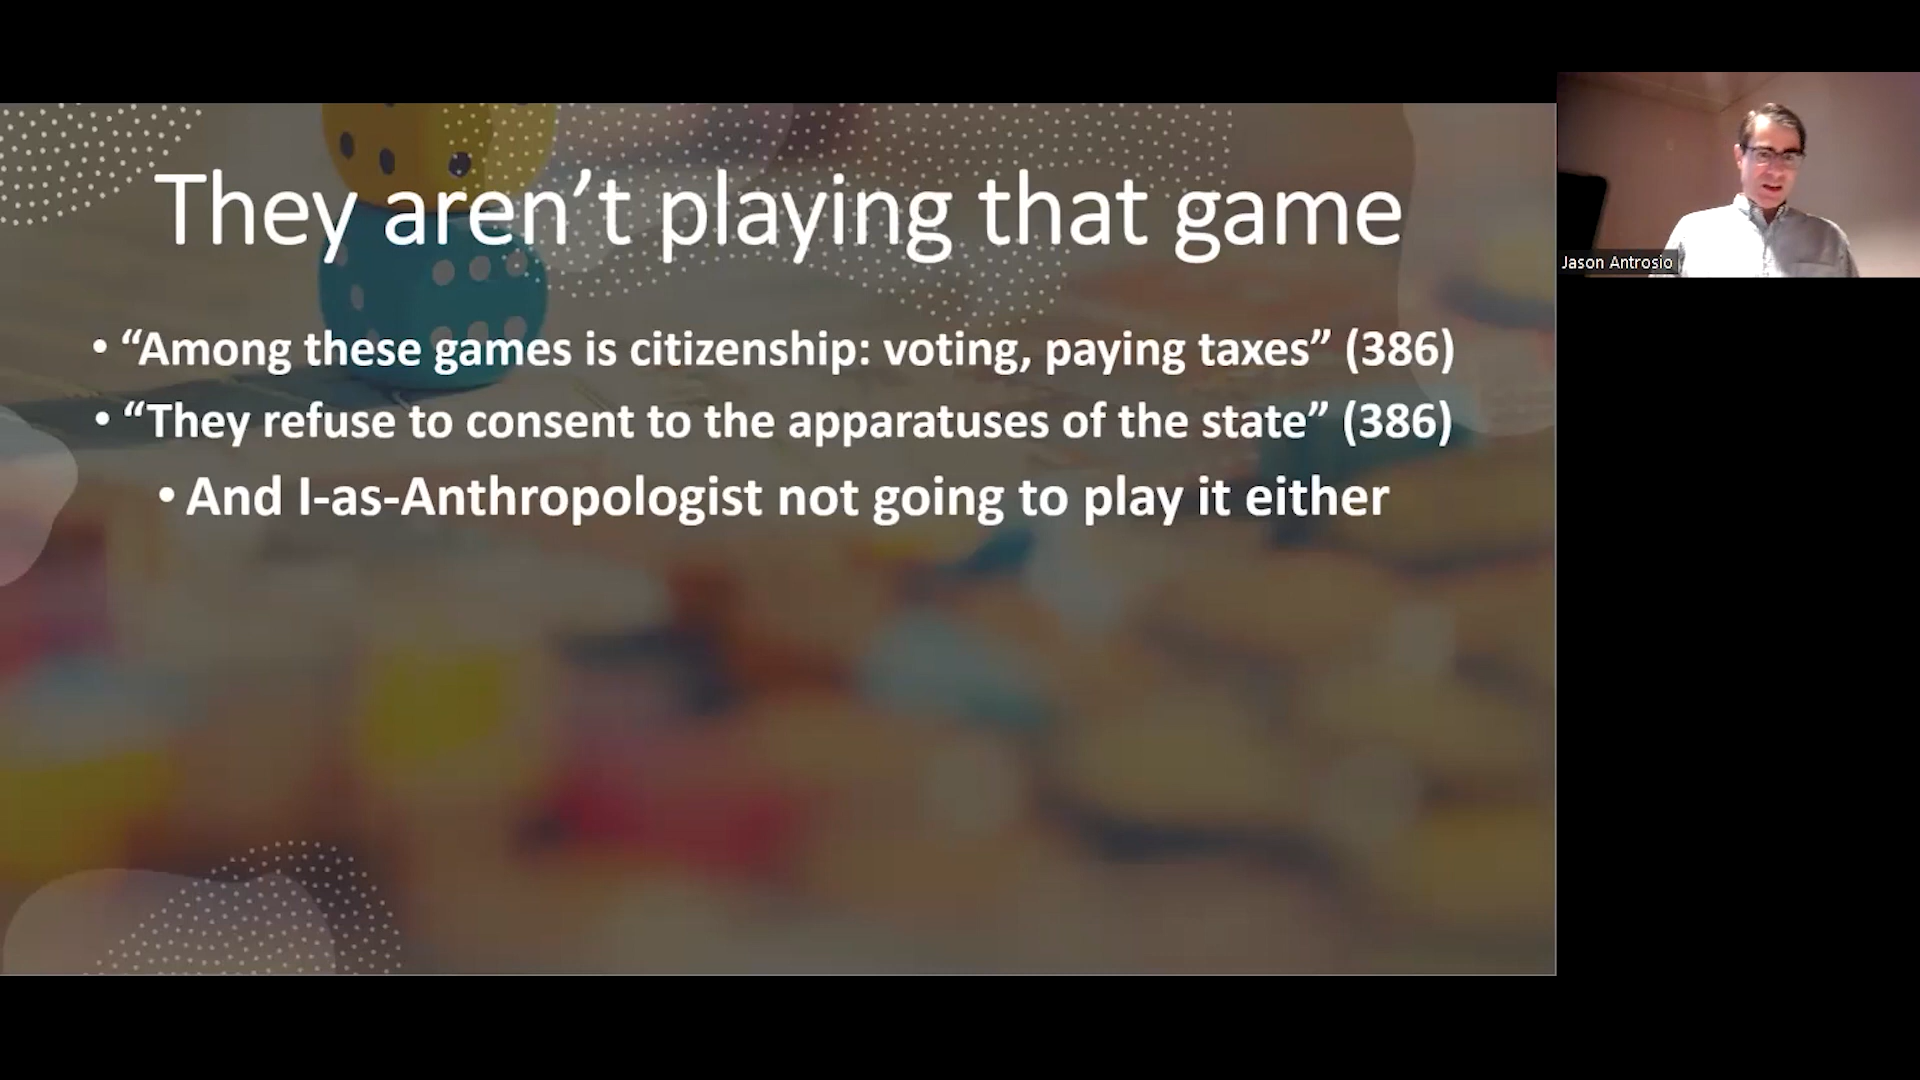 They aren’t playing that game
• “Among these games is citizenship: voting, paying taxes” (386)
• “They refuse to consent to the apparatuses of the state” (386)
• And I-as-Anthropologist not going to play it either
Jason Antrosio